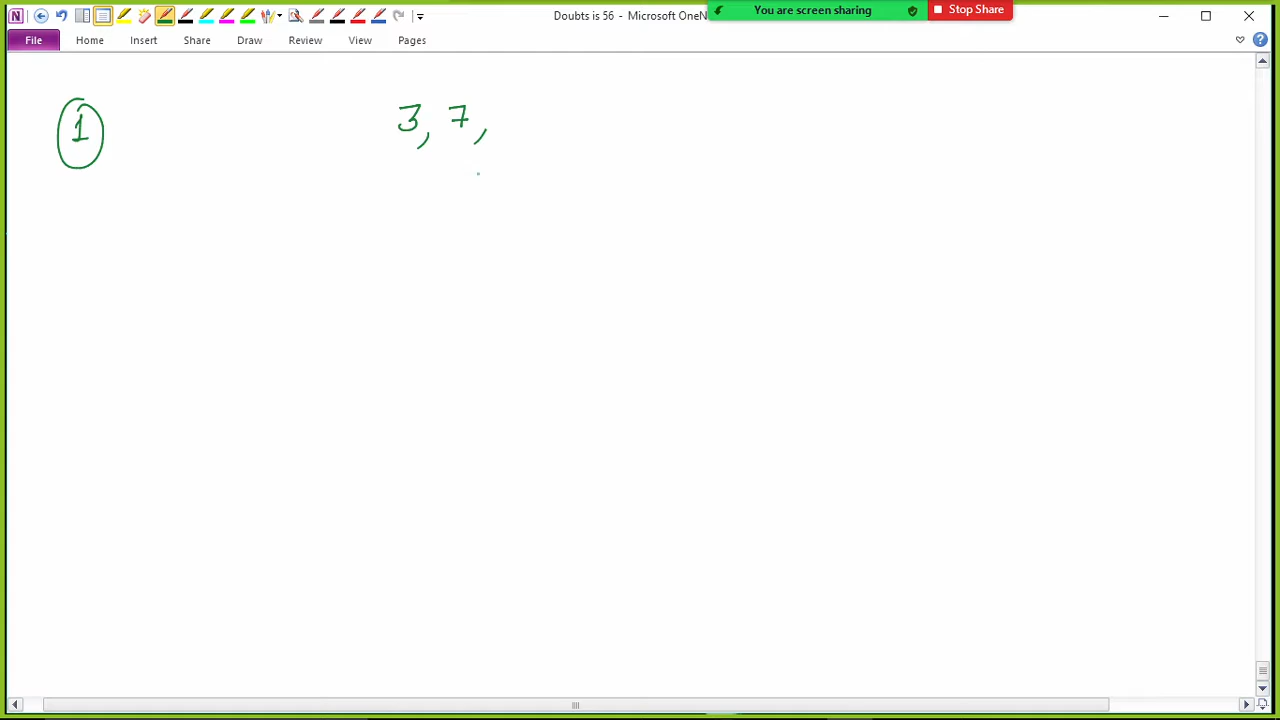 Doubts is 56 - Microsoft OneN
You are screen sharing
Stop Share
File Home Insert Share Draw Review View Pages
1 3, 7,